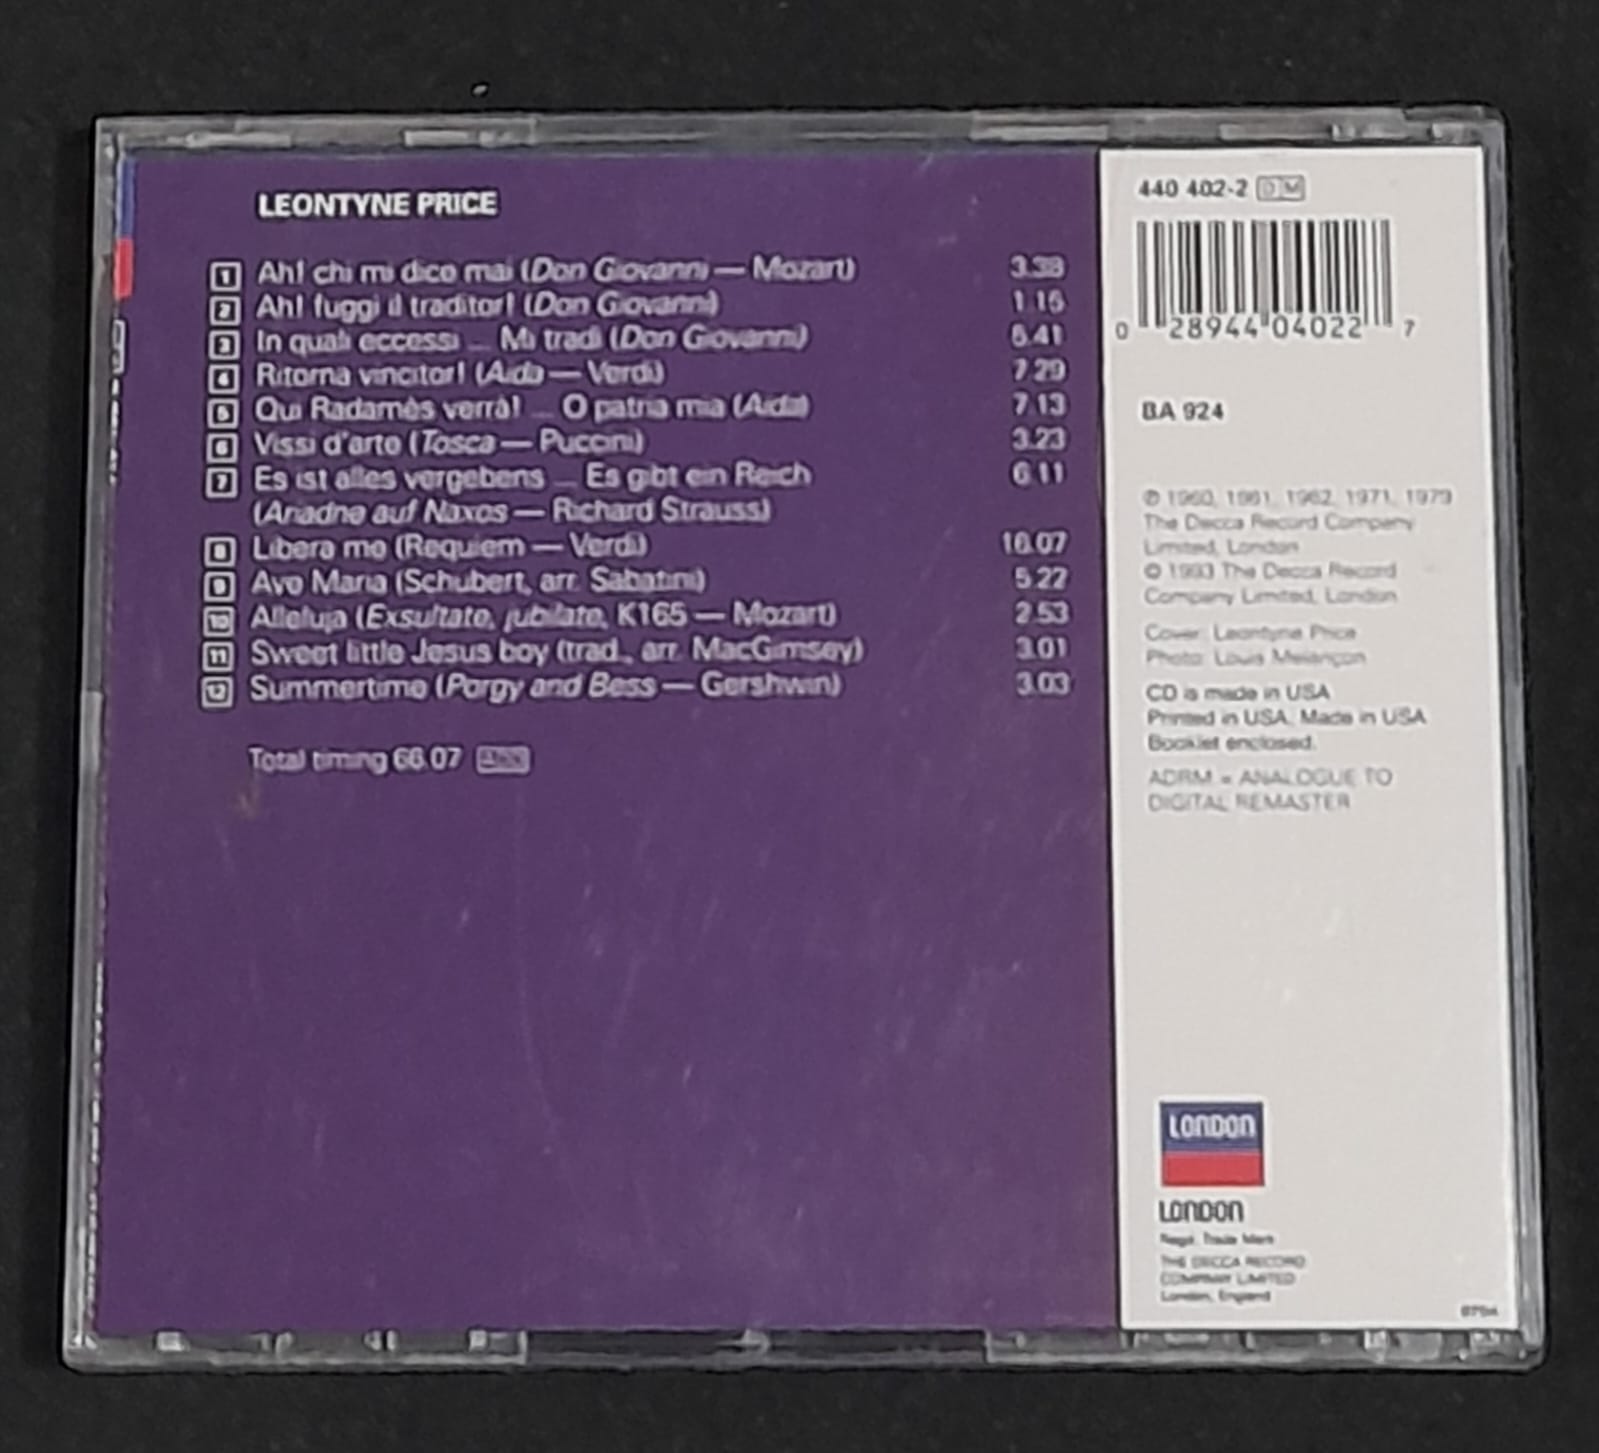 LEONTYNE PRICE
1 Ah! chi mi dice mai (Don Giovanni — Mozart) 3.38
2 Ah! fuggi il traditor! (Don Giovanni) 1.15
3 In quali eccessi ... Mi tradì (Don Giovanni) 6.41
4 Ritorna vincitor! (Aida — Verdi) 7.29
5 Qui Radamès verrà! ... O patria mia (Aida) 7.13
6 Vissi d'arte (Tosca — Puccini) 3.23
7 Es ist alles vergebens ... Es gibt ein Reich 6.11
(Ariadne auf Naxos — Richard Strauss)
8 Libera me (Requiem — Verdi) 16.07
9 Ave Maria (Schubert, arr. Sabatini) 5.22
10 Alleluja (Exsultate, jubilate, K165 — Mozart) 2.53
11 Sweet little Jesus boy (trad., arr. MacGimsey) 3.01
12 Summertime (Porgy and Bess — Gershwin) 3.03
Total timing 66.07
440 402-2 DM
0 28944 04022 7
BA 924
℗ 1960, 1961, 1962, 1971, 1979
The Decca Record Company
Limited, London
© 1993 The Decca Record
Company Limited, London
Cover: Leontyne Price
Photo: Louis Melançon
CD is made in USA
Printed in USA. Made in USA
Booklet enclosed.
ADRM = ANALOGUE TO
DIGITAL REMASTER
LONDON
LONDON
Regd. Trade Mark
THE DECCA RECORD
COMPANY LIMITED
London, England